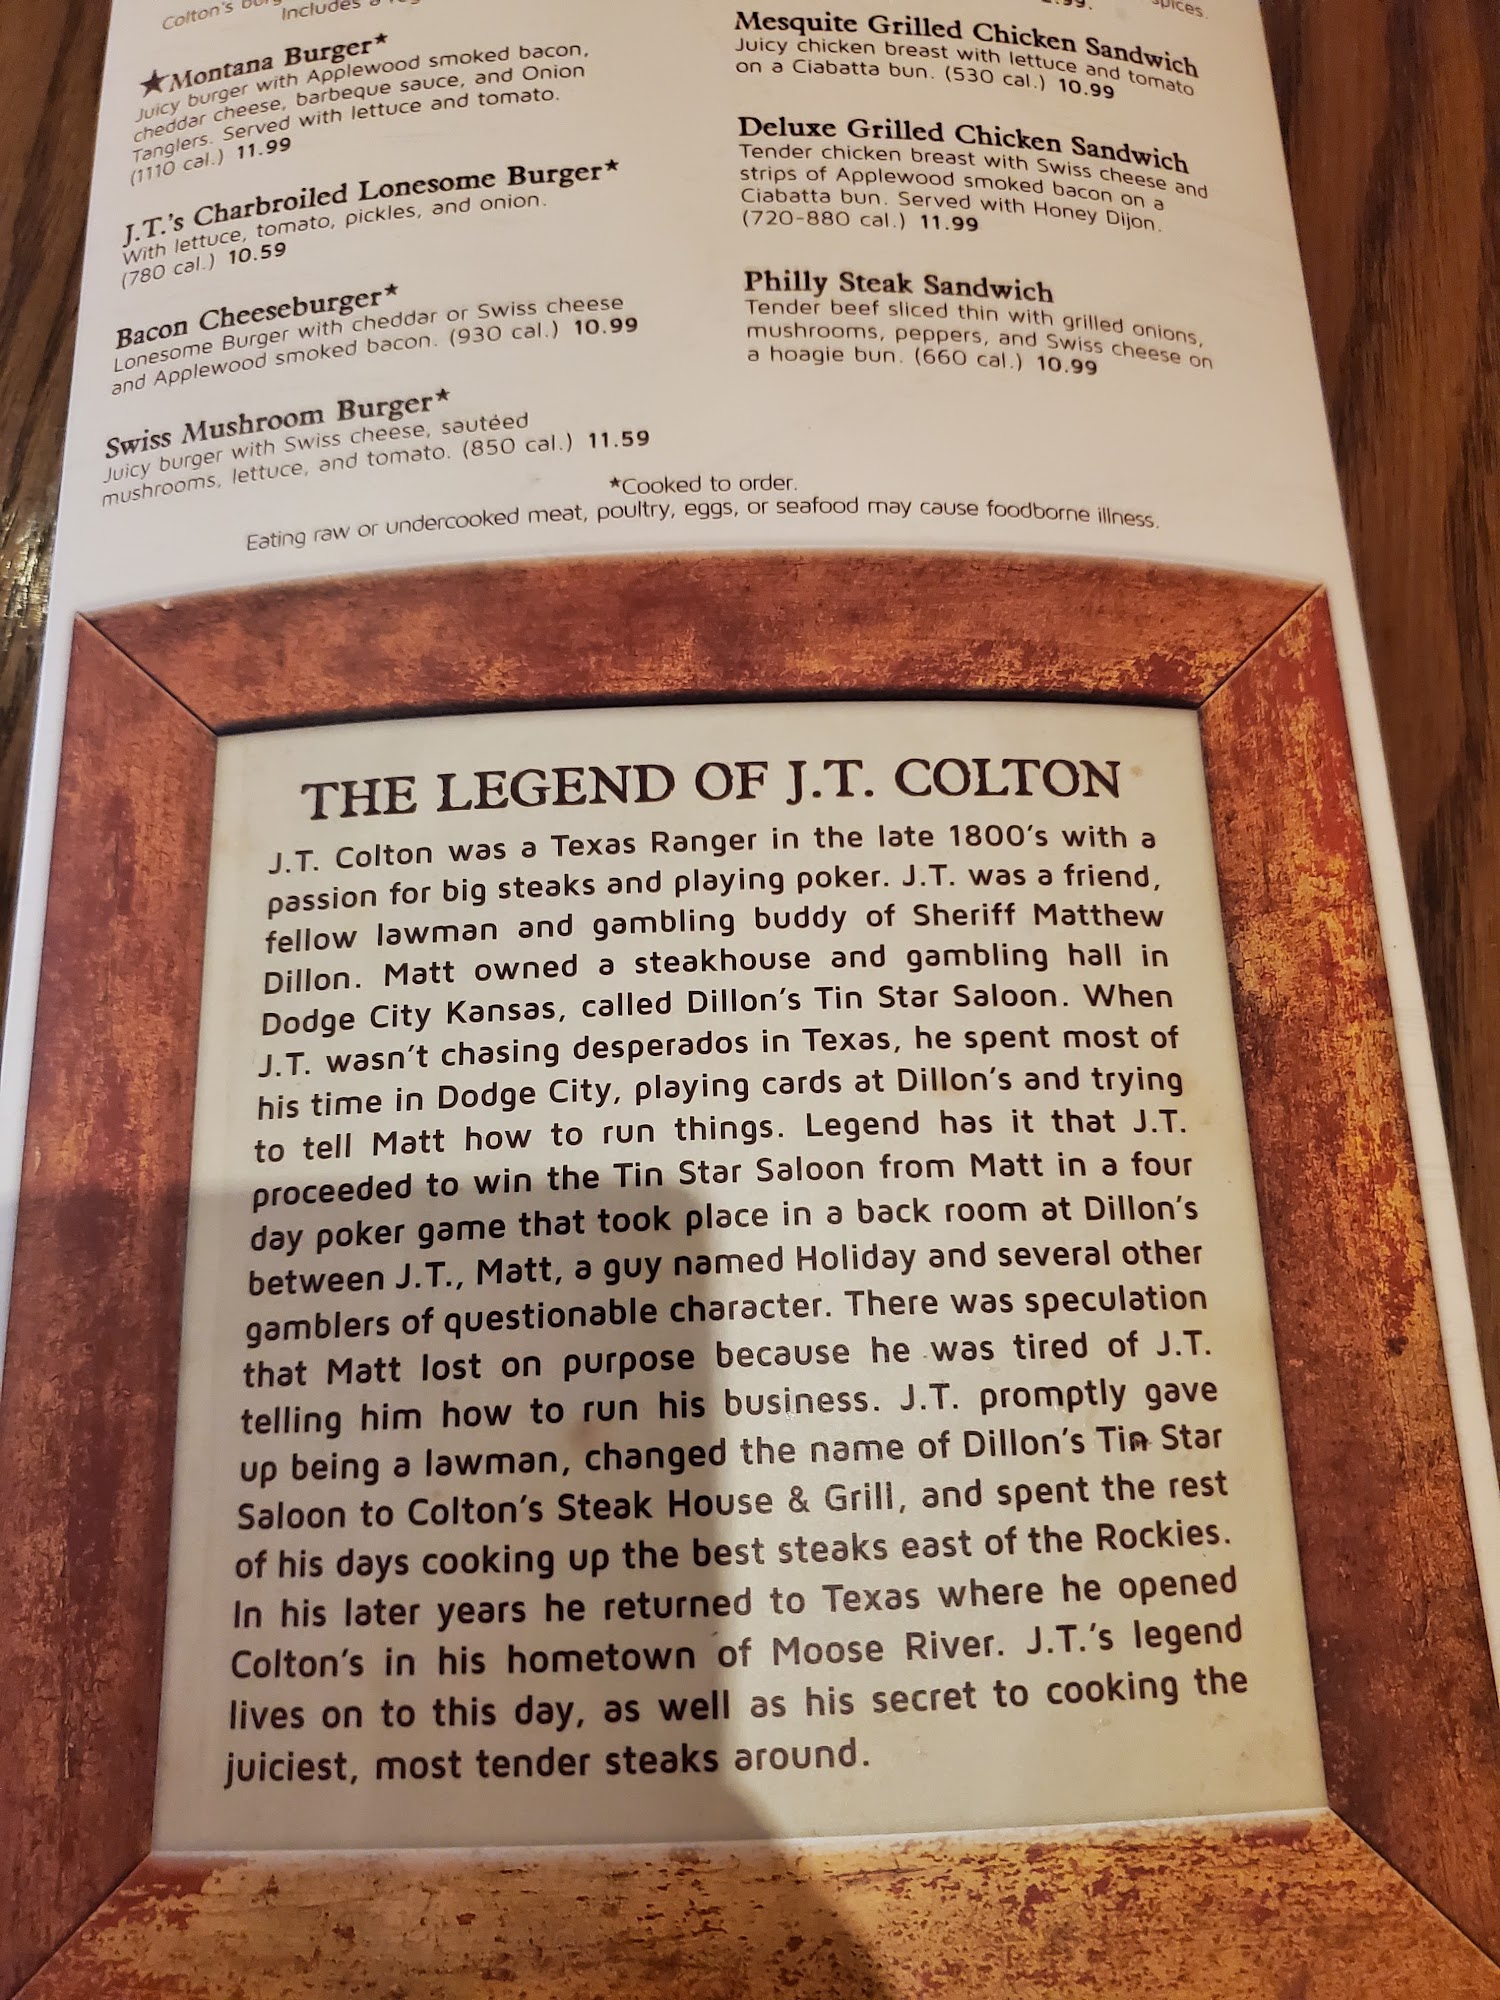 Colton's
Includes a
★Montana Burger*
Juicy burger with Applewood smoked bacon,
cheddar cheese, barbeque sauce, and Onion
Tanglers. Served with lettuce and tomato.
(1110 cal.) 11.99
J.T.'s Charbroiled Lonesome Burger*
With lettuce, tomato, pickles, and onion.
(780 cal.) 10.59
Bacon Cheeseburger*
Lonesome Burger with cheddar or Swiss cheese
and Applewood smoked bacon. (930 cal.) 10.99
Swiss Mushroom Burger*
Juicy burger with Swiss cheese, sautéed
mushrooms, lettuce, and tomato. (850 cal.) 11.59
spices.
Mesquite Grilled Chicken Sandwich
Juicy chicken breast with lettuce and tomato
on a Ciabatta bun. (530 cal.) 10.99
Deluxe Grilled Chicken Sandwich
Tender chicken breast with Swiss cheese and
strips of Applewood smoked bacon on a
Ciabatta bun. Served with Honey Dijon.
(720-880 cal.) 11.99
Philly Steak Sandwich
Tender beef sliced thin with grilled onions,
mushrooms, peppers, and Swiss cheese on
a hoagie bun. (660 cal.) 10.99
*Cooked to order.
Eating raw or undercooked meat, poultry, eggs, or seafood may cause foodborne illness.
THE LEGEND OF J.T. COLTON
J.T. Colton was a Texas Ranger in the late 1800's with a
passion for big steaks and playing poker. J.T. was a friend,
fellow lawman and gambling buddy of Sheriff Matthew
Dillon. Matt owned a steakhouse and gambling hall in
Dodge City Kansas, called Dillon's Tin Star Saloon. When
J.T. wasn't chasing desperados in Texas, he spent most of
his time in Dodge City, playing cards at Dillon's and trying
to tell Matt how to run things. Legend has it that J.T.
proceeded to win the Tin Star Saloon from Matt in a four
day poker game that took place in a back room at Dillon's
between J.T., Matt, a guy named Holiday and several other
gamblers of questionable character. There was speculation
that Matt lost on purpose because he was tired of J.T.
telling him how to run his business. J.T. promptly gave
up being a lawman, changed the name of Dillon's Tin Star
Saloon to Colton's Steak House & Grill, and spent the rest
of his days cooking up the best steaks east of the Rockies.
In his later years he returned to Texas where he opened
Colton's in his hometown of Moose River. J.T.'s legend
lives on to this day, as well as his secret to cooking the
juiciest, most tender steaks around.